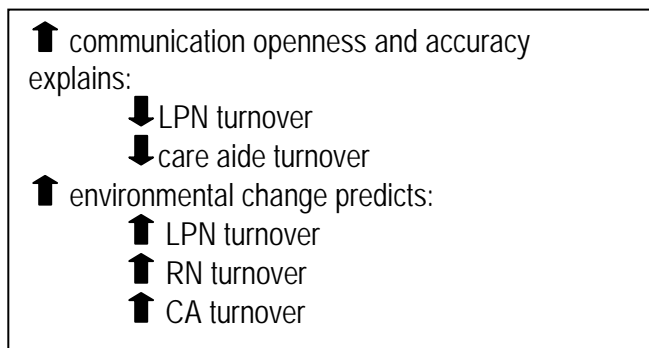 ⬆ communication openness and accuracy
explains:
⬇ LPN turnover
⬇ care aide turnover
⬆ environmental change predicts:
⬆ LPN turnover
⬆ RN turnover
⬆ CA turnover